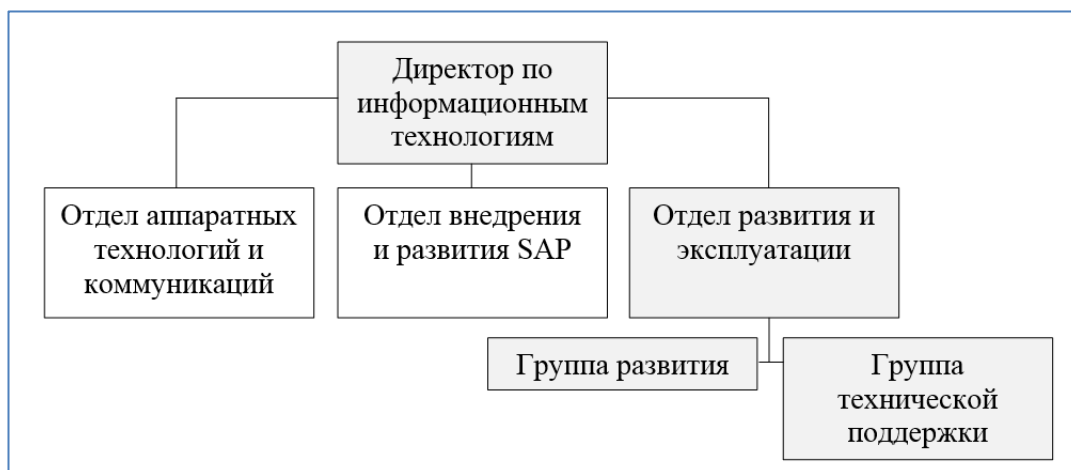 Директор по
информационным
технологиям
Отдел аппаратных
технологий и
коммуникаций
Отдел внедрения
и развития SAP
Отдел развития и
эксплуатации
Группа развития
Группа
технической
поддержки